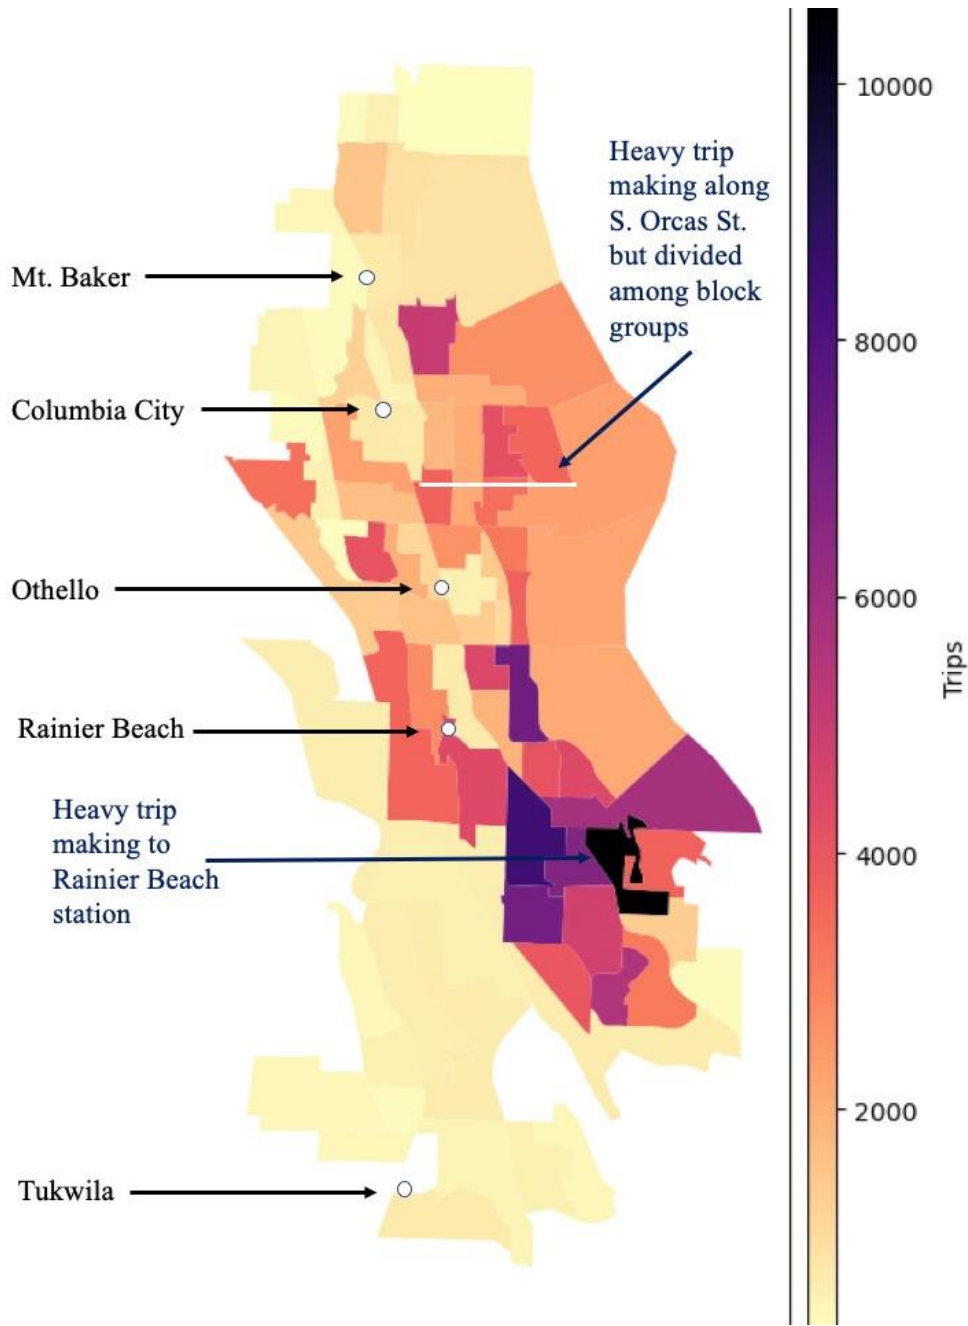 10000
Heavy trip
making along
S. Orcas St.
but divided
among block
groups
Mt. Baker
8000
Columbia City
Othello
6000
Trips
Rainier Beach
Heavy trip
making to
Rainier Beach
station
4000
2000
Tukwila